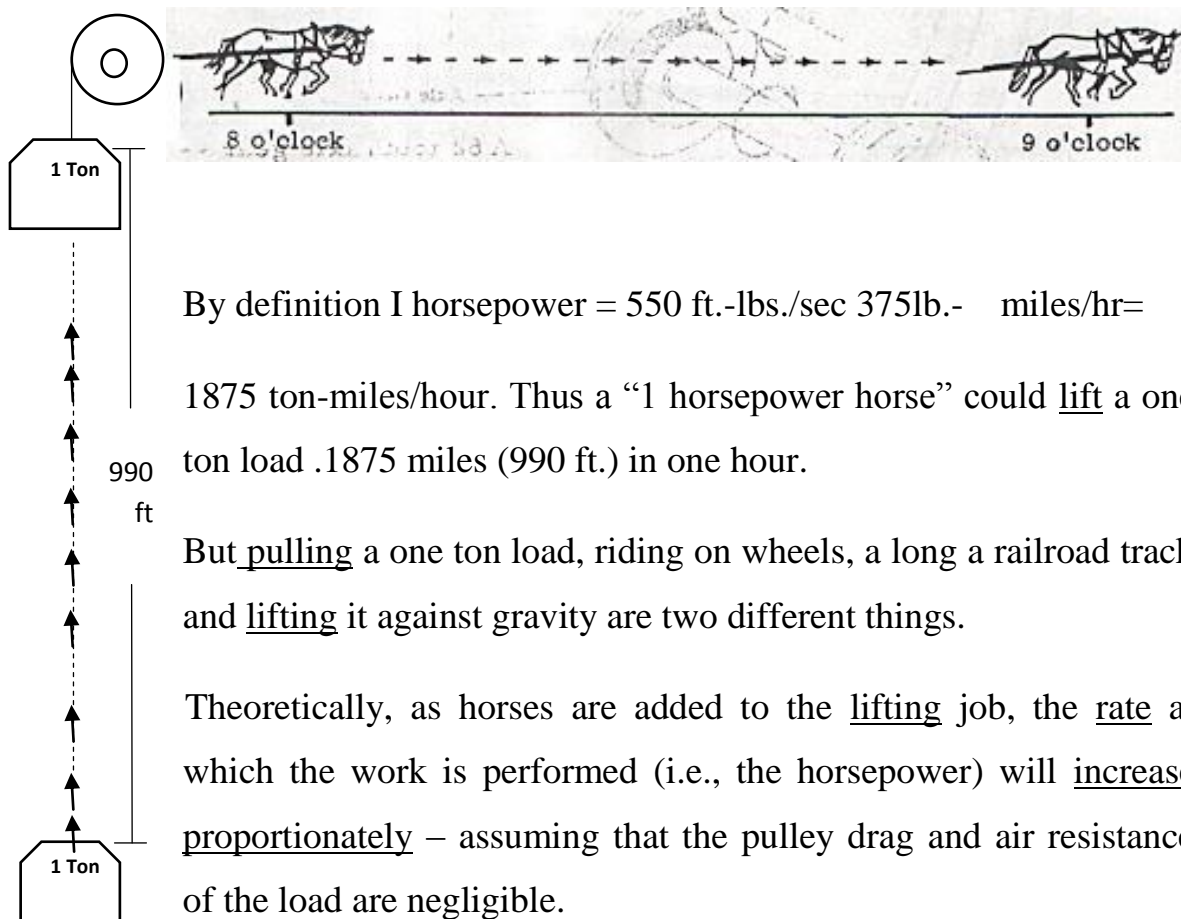 8 o'clock
9 o'clock
1 Ton
By definition I horsepower = 550 ft.-lbs./sec 375lb.- miles/hr=
1875 ton-miles/hour. Thus a “1 horsepower horse” could lift a one
990
ft
ton load .1875 miles (990 ft.) in one hour.
But pulling a one ton load, riding on wheels, a long a railroad track
and lifting it against gravity are two different things.
Theoretically, as horses are added to the lifting job, the rate at
which the work is performed (i.e., the horsepower) will increase
proportionately – assuming that the pulley drag and air resistance
1 Ton
of the load are negligible.